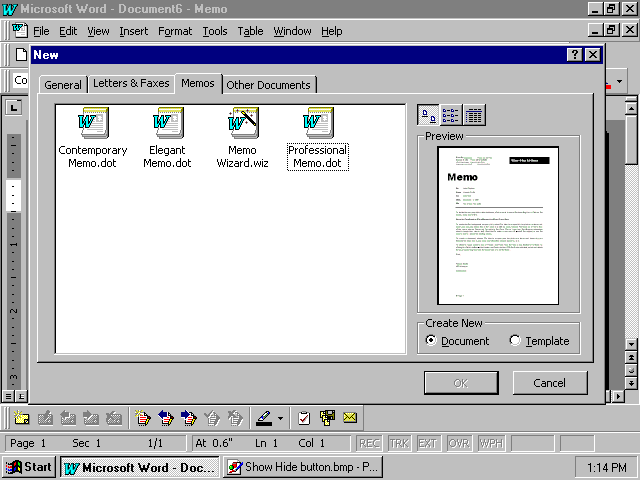 Microsoft Word - Document6 - Memo
File Edit View Insert Format Tools Table Window Help
New
General Letters & Faxes Memos Other Documents
Co
Contemporary Memo.dot
Elegant Memo.dot
Memo Wizard.wiz
Professional Memo.dot
Preview
Memo
Create New
Document Template
OK Cancel
Page 1 Sec 1 1/1 At 0.6" Ln 1 Col 1 REC TRK EXT OVR WPH
Start Microsoft Word - Doc... Show Hide button.bmp - P... 1:14 PM